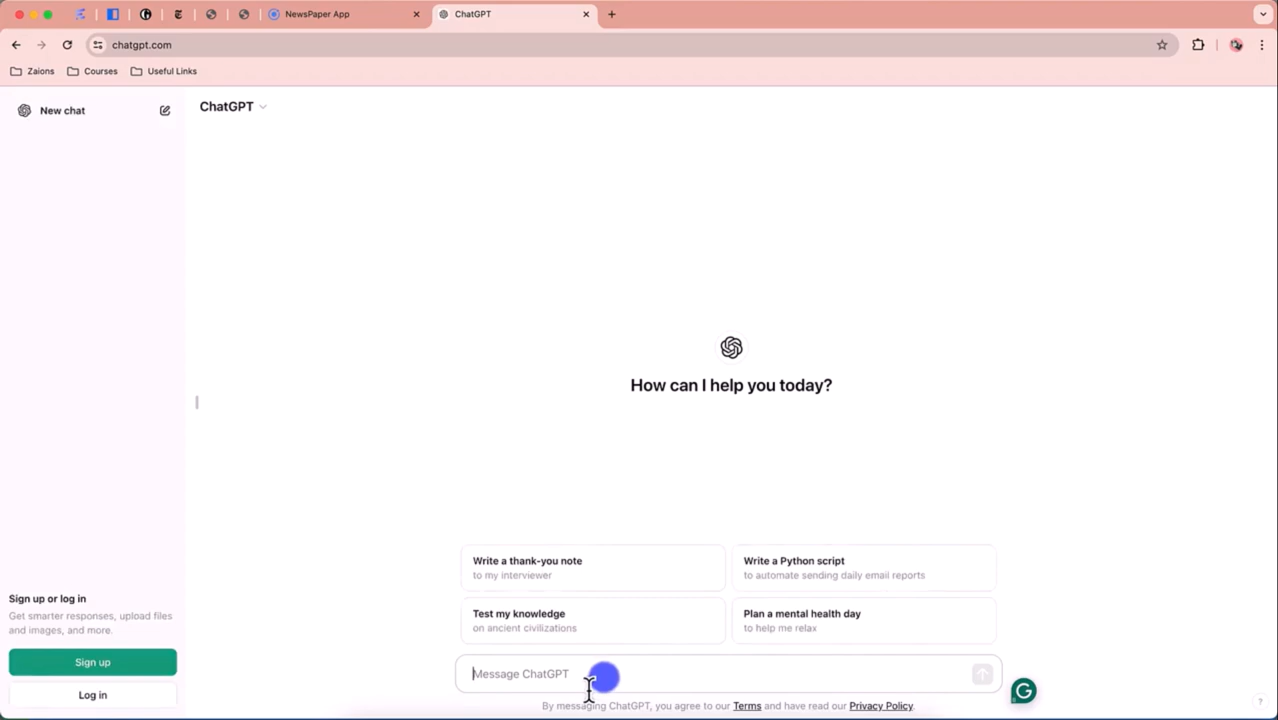 NewsPaper App
ChatGPT
chatgpt.com
Zaions
Courses
Useful Links
New chat
ChatGPT
How can I help you today?
Write a thank-you note
to my interviewer
Write a Python script
to automate sending daily email reports
Test my knowledge
on ancient civilizations
Plan a mental health day
to help me relax
Sign up or log in
Get smarter responses, upload files
and images, and more.
Sign up
Log in
Message ChatGPT
By messaging ChatGPT, you agree to our Terms and have read our Privacy Policy.
?